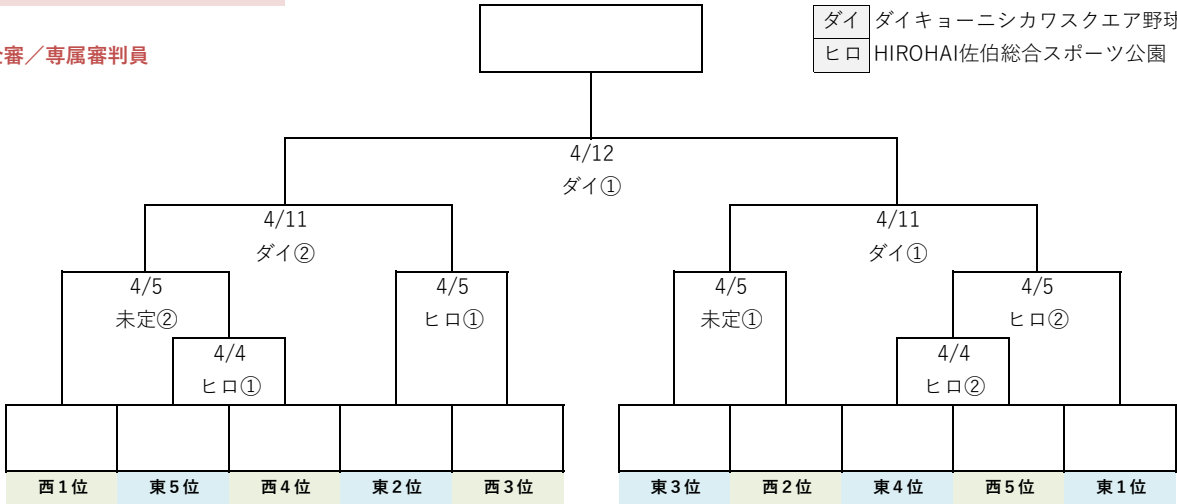 ダイ ダイキョーニシカワスクエア野球
審／専属審判員
ヒロ HIROHAI佐伯総合スポーツ公園
4/12
ダイ①
4/11 4/11
ダイ② ダイ①
4/5 4/5 4/5 4/5
未定② ヒロ① 未定① ヒロ②
4/4 4/4
ヒロ① ヒロ②
西1位 東5位 西4位 東2位 西3位 東3位 西2位 東4位 西5位 東1位